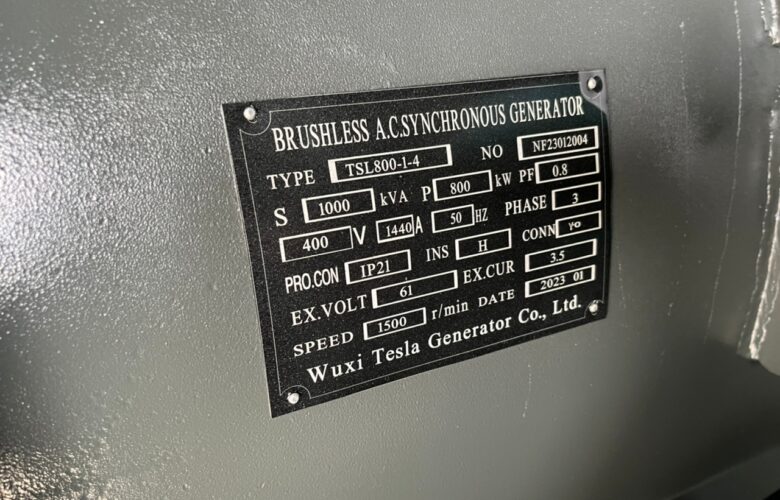 BRUSHLESS A.C.SYNCHRONOUS GENERATOR
TYPE TSL800-1-4 NO NF23012004
S 1000 kVA P 800 kW PF 0.8
400 V 1440 A 50 HZ PHASE 3
PRO.CON IP21 INS H CONN Yo
EX.VOLT 61 EX.CUR 3.5
SPEED 1500 r/min DATE 2023 01
Wuxi Tesla Generator Co., Ltd.